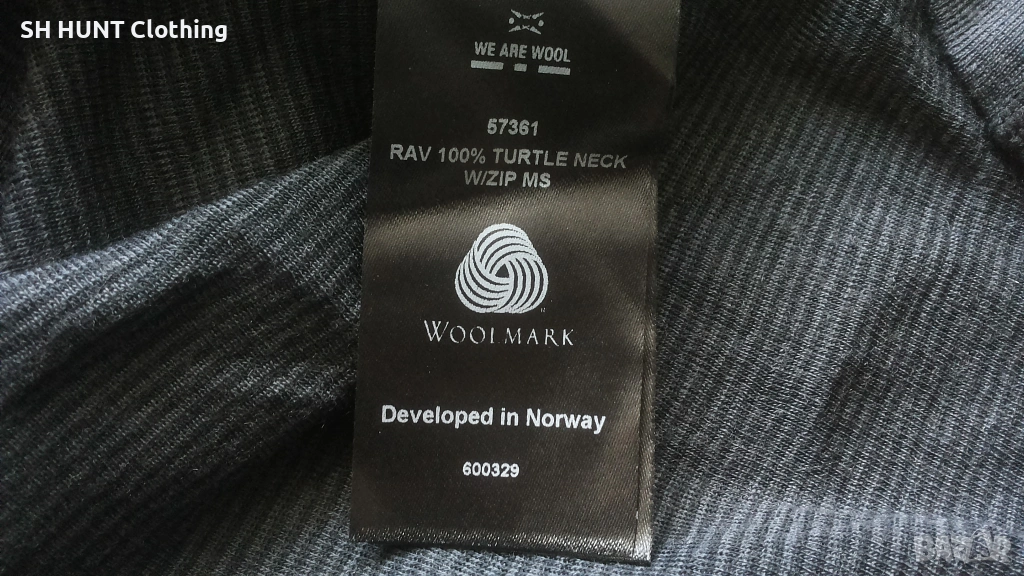 SH HUNT Clothing
WE ARE WOOL
57361
RAV 100% TURTLE NECK
W/ZIP MS
WOOLMARK
Developed in Norway
600329